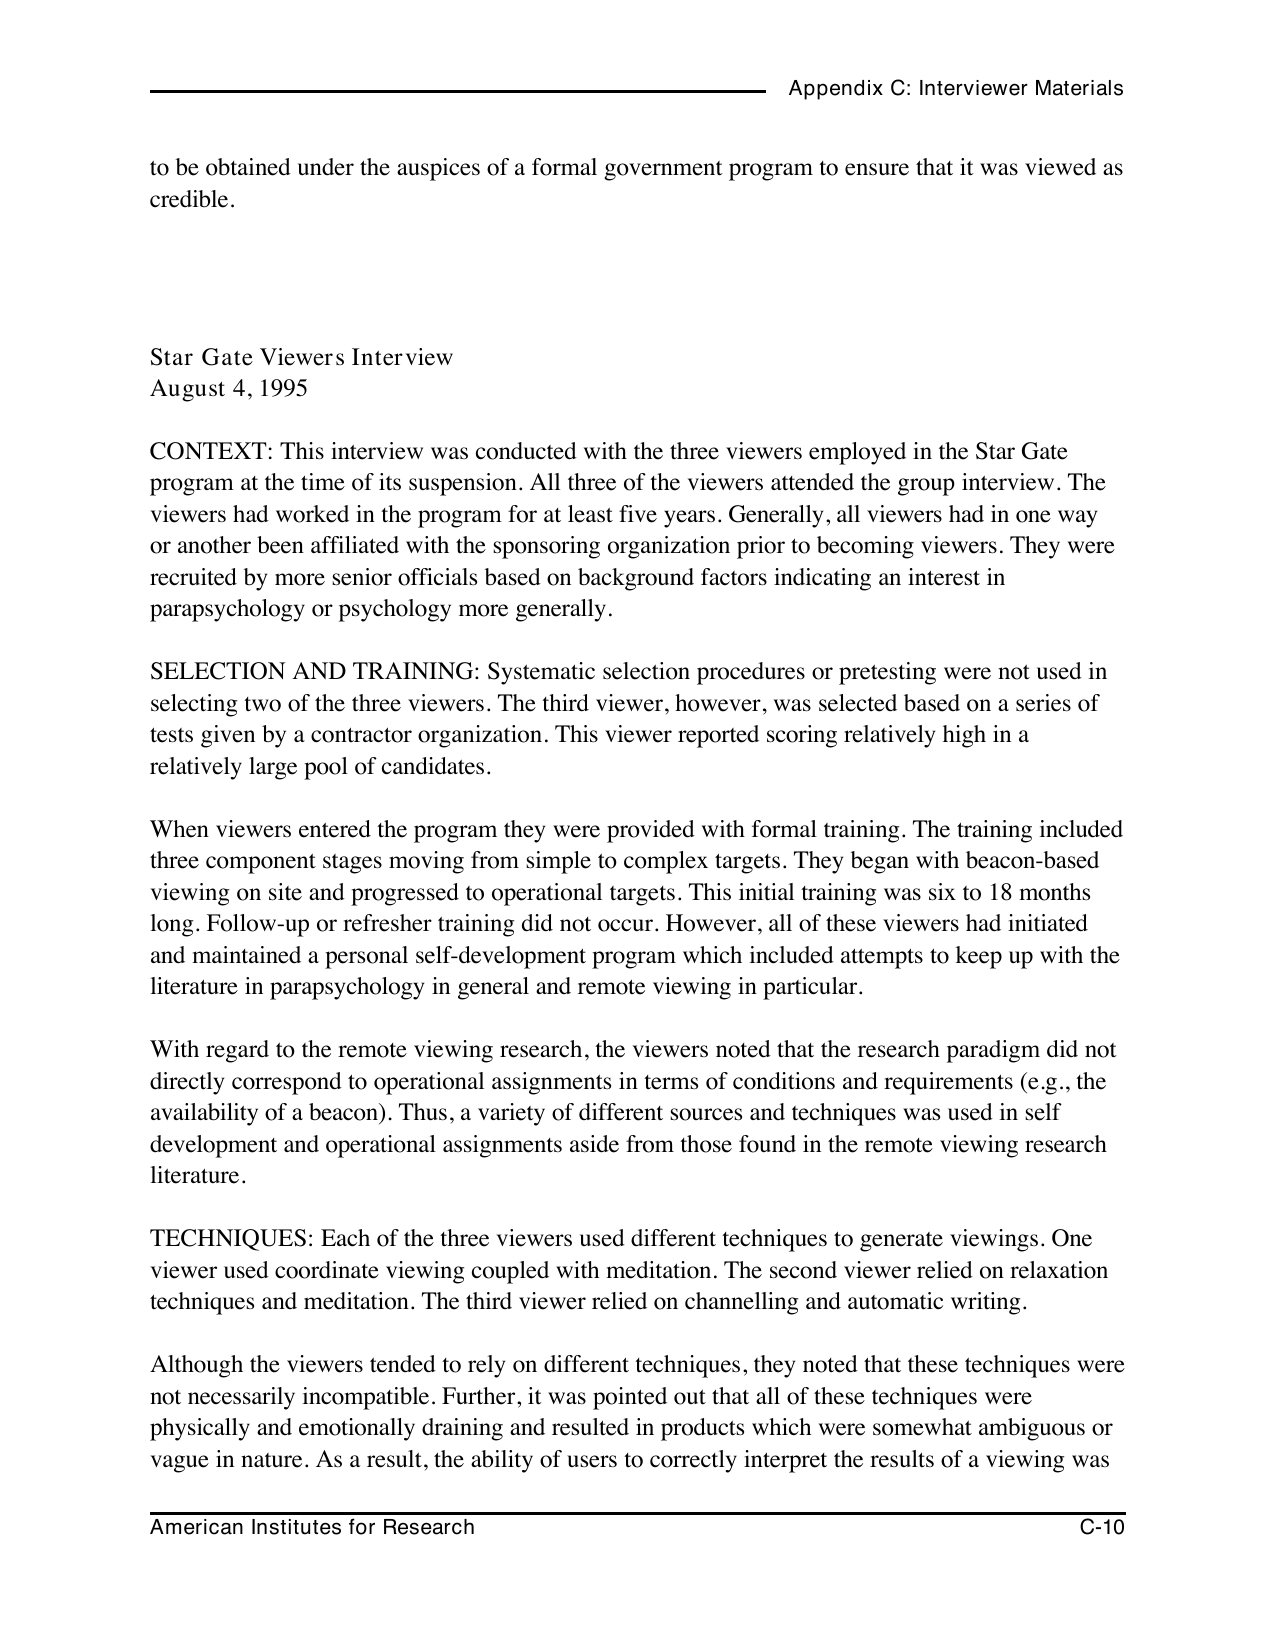 Appendix C: Interviewer Materials
to be obtained under the auspices of a formal government program to ensure that it was viewed as
credible.
Star Gate Viewers Interview
August 4, 1995
CONTEXT: This interview was conducted with the three viewers employed in the Star Gate
program at the time of its suspension. All three of the viewers attended the group interview. The
viewers had worked in the program for at least five years. Generally, all viewers had in one way
or another been affiliated with the sponsoring organization prior to becoming viewers. They were
recruited by more senior officials based on background factors indicating an interest in
parapsychology or psychology more generally.
SELECTION AND TRAINING: Systematic selection procedures or pretesting were not used in
selecting two of the three viewers. The third viewer, however, was selected based on a series of
tests given by a contractor organization. This viewer reported scoring relatively high in a
relatively large pool of candidates.
When viewers entered the program they were provided with formal training. The training included
three component stages moving from simple to complex targets. They began with beacon-based
viewing on site and progressed to operational targets. This initial training was six to 18 months
long. Follow-up or refresher training did not occur. However, all of these viewers had initiated
and maintained a personal self-development program which included attempts to keep up with the
literature in parapsychology in general and remote viewing in particular.
With regard to the remote viewing research, the viewers noted that the research paradigm did not
directly correspond to operational assignments in terms of conditions and requirements (e.g., the
availability of a beacon). Thus, a variety of different sources and techniques was used in self
development and operational assignments aside from those found in the remote viewing research
literature.
TECHNIQUES: Each of the three viewers used different techniques to generate viewings. One
viewer used coordinate viewing coupled with meditation. The second viewer relied on relaxation
techniques and meditation. The third viewer relied on channelling and automatic writing.
Although the viewers tended to rely on different techniques, they noted that these techniques were
not necessarily incompatible. Further, it was pointed out that all of these techniques were
physically and emotionally draining and resulted in products which were somewhat ambiguous or
vague in nature. As a result, the ability of users to correctly interpret the results of a viewing was
American Institutes for Research C-10